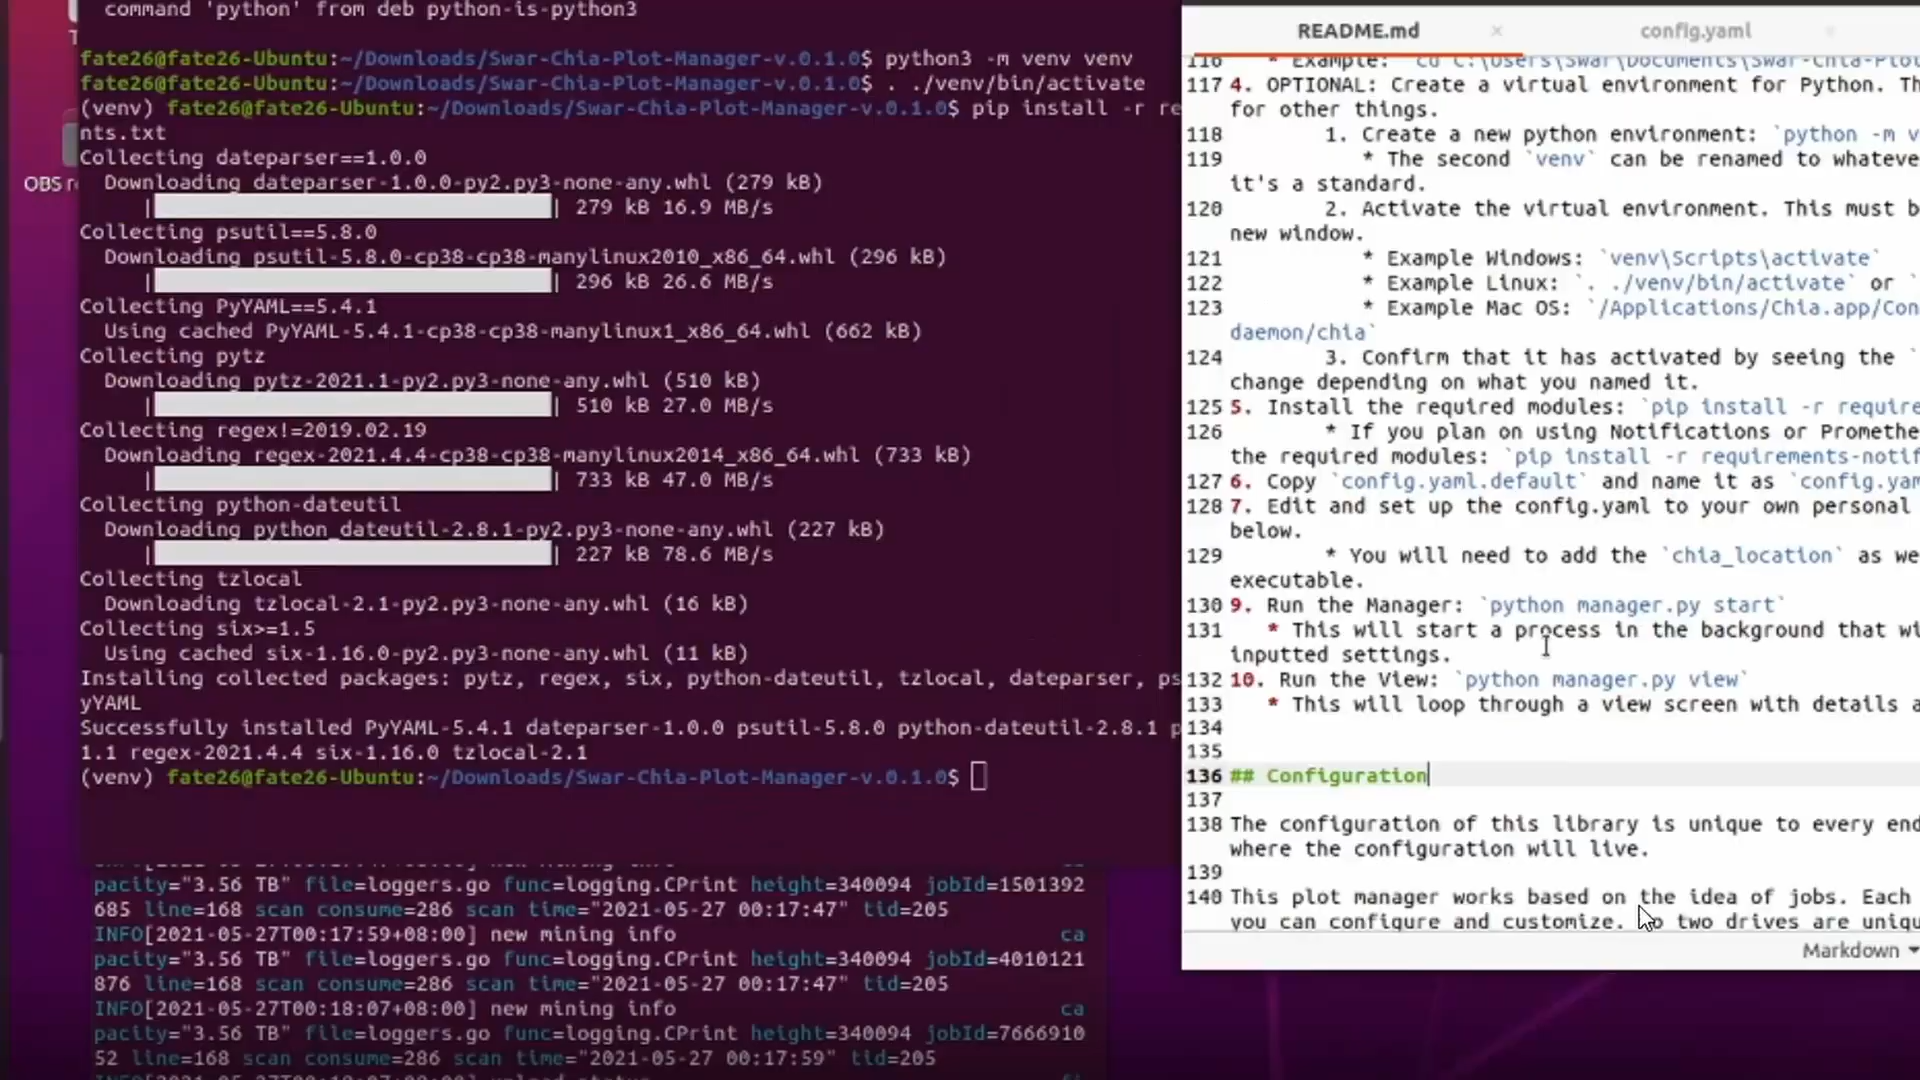 command 'python' from deb python-is-python3
fate26@fate26-Ubuntu:~/Downloads/Swar-Chia-Plot-Manager-v.0.1.0$ python3 -m venv venv
fate26@fate26-Ubuntu:~/Downloads/Swar-Chia-Plot-Manager-v.0.1.0$ . ./venv/bin/activate
(venv) fate26@fate26-Ubuntu:~/Downloads/Swar-Chia-Plot-Manager-v.0.1.0$ pip install -r re
nts.txt
Collecting dateparser==1.0.0
Downloading dateparser-1.0.0-py2.py3-none-any.whl (279 kB)
| | 279 kB 16.9 MB/s
Collecting psutil==5.8.0
Downloading psutil-5.8.0-cp38-cp38-manylinux2010_x86_64.whl (296 kB)
| | 296 kB 26.6 MB/s
Collecting PyYAML==5.4.1
Using cached PyYAML-5.4.1-cp38-cp38-manylinux1_x86_64.whl (662 kB)
Collecting pytz
Downloading pytz-2021.1-py2.py3-none-any.whl (510 kB)
| | 510 kB 27.0 MB/s
Collecting regex!=2019.02.19
Downloading regex-2021.4.4-cp38-cp38-manylinux2014_x86_64.whl (733 kB)
| | 733 kB 47.0 MB/s
Collecting python-dateutil
Downloading python_dateutil-2.8.1-py2.py3-none-any.whl (227 kB)
| | 227 kB 78.6 MB/s
Collecting tzlocal
Downloading tzlocal-2.1-py2.py3-none-any.whl (16 kB)
Collecting six>=1.5
Using cached six-1.16.0-py2.py3-none-any.whl (11 kB)
Installing collected packages: pytz, regex, six, python-dateutil, tzlocal, dateparser, ps
yYAML
Successfully installed PyYAML-5.4.1 dateparser-1.0.0 psutil-5.8.0 python-dateutil-2.8.1 p
1.1 regex-2021.4.4 six-1.16.0 tzlocal-2.1
(venv) fate26@fate26-Ubuntu:~/Downloads/Swar-Chia-Plot-Manager-v.0.1.0$
OBS re
pacity="3.56 TB" file=loggers.go func=logging.CPrint height=340094 jobId=1501392
685 line=168 scan consume=286 scan time="2021-05-27 00:17:47" tid=205
INFO[2021-05-27T00:17:59+08:00] new mining info ca
pacity="3.56 TB" file=loggers.go func=logging.CPrint height=340094 jobId=4010121
876 line=168 scan consume=286 scan time="2021-05-27 00:17:47" tid=205
INFO[2021-05-27T00:18:07+08:00] new mining info ca
pacity="3.56 TB" file=loggers.go func=logging.CPrint height=340094 jobId=7666910
52 line=168 scan consume=286 scan time="2021-05-27 00:17:59" tid=205
README.md × config.yaml
116 * Example: `cd C:\Users\Swar\Documents\Swar-Chia-Plot
117 4. OPTIONAL: Create a virtual environment for Python. Th
for other things.
118 1. Create a new python environment: `python -m v
119 * The second `venv` can be renamed to whateve
it's a standard.
120 2. Activate the virtual environment. This must b
new window.
121 * Example Windows: `venv\Scripts\activate`
122 * Example Linux: `. ./venv/bin/activate` or `
123 * Example Mac OS: `/Applications/Chia.app/Con
daemon/chia`
124 3. Confirm that it has activated by seeing the `
change depending on what you named it.
125 5. Install the required modules: `pip install -r require
126 * If you plan on using Notifications or Promethe
the required modules: `pip install -r requirements-notif
127 6. Copy `config.yaml.default` and name it as `config.yam
128 7. Edit and set up the config.yaml to your own personal
below.
129 * You will need to add the `chia_location` as we
executable.
130 9. Run the Manager: `python manager.py start`
131 * This will start a process in the background that wi
inputted settings.
132 10. Run the View: `python manager.py view`
133 * This will loop through a view screen with details a
134
135
136 ## Configuration
137
138 The configuration of this library is unique to every end
where the configuration will live.
139
140 This plot manager works based on the idea of jobs. Each
you can configure and customize. No two drives are uniqu
Markdown